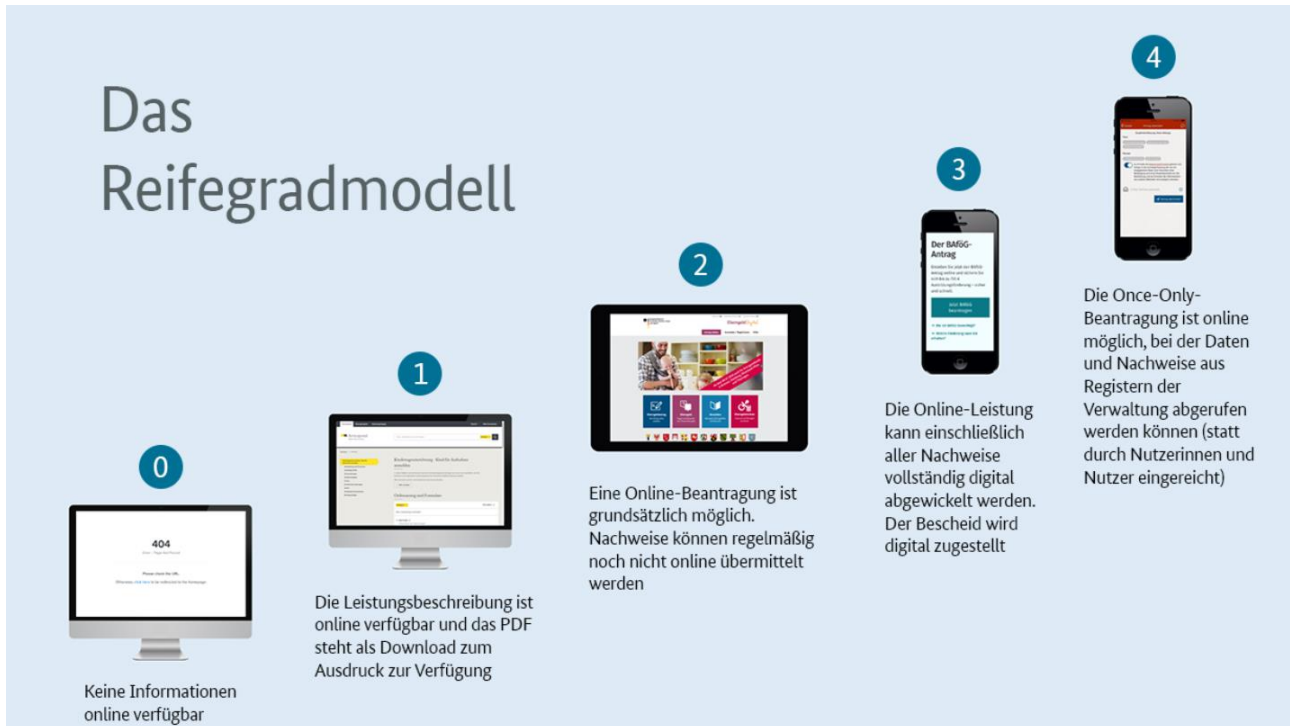 Das
Reifegradmodell
0
404
Please check the URL.
Keine Informationen
online verfügbar
1
Die Leistungsbeschreibung ist
online verfügbar und das PDF
steht als Download zum
Ausdruck zur Verfügung
2
Eine Online-Beantragung ist
grundsätzlich möglich.
Nachweise können regelmäßig
noch nicht online übermittelt
werden
3
Der BAföG-
Antrag
Die Online-Leistung
kann einschließlich
aller Nachweise
vollständig digital
abgewickelt werden.
Der Bescheid wird
digital zugestellt
4
Die Once-Only-
Beantragung ist online
möglich, bei der Daten
und Nachweise aus
Registern der
Verwaltung abgerufen
werden können (statt
durch Nutzerinnen und
Nutzer eingereicht)